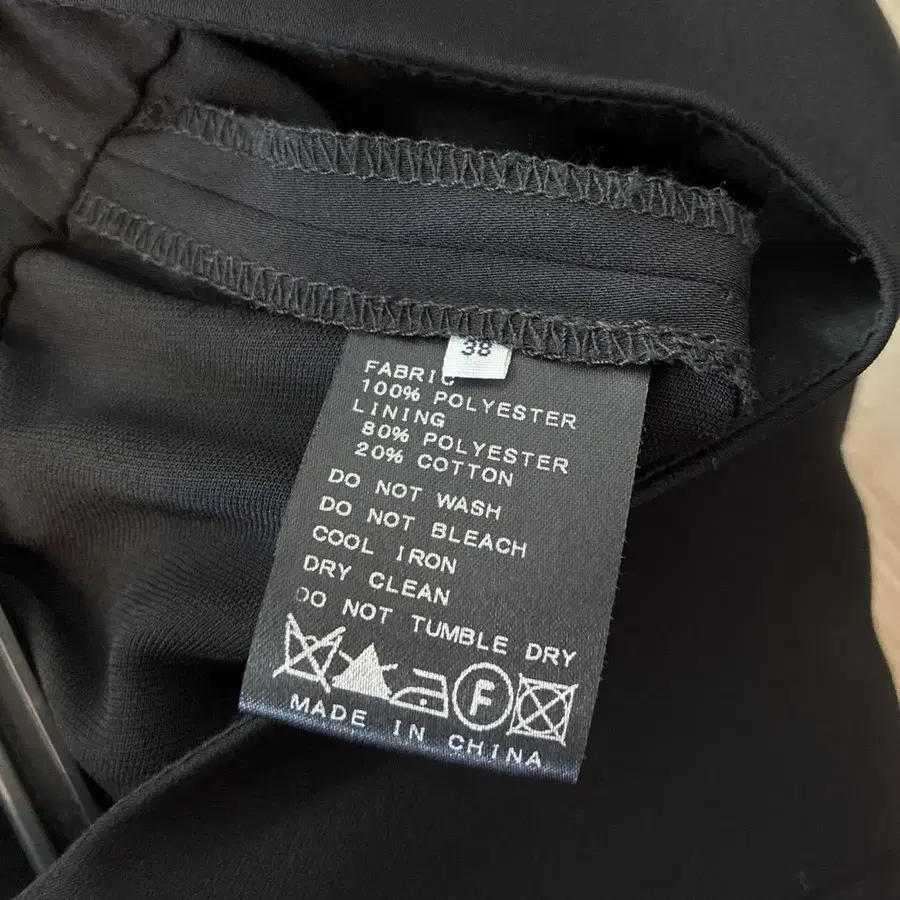 38
FABRIC
100% POLYESTER
LINING
80% POLYESTER
20% COTTON
DO NOT WASH
DO NOT BLEACH
COOL IRON
DRY CLEAN
DO NOT TUMBLE DRY
F
MADE IN CHINA